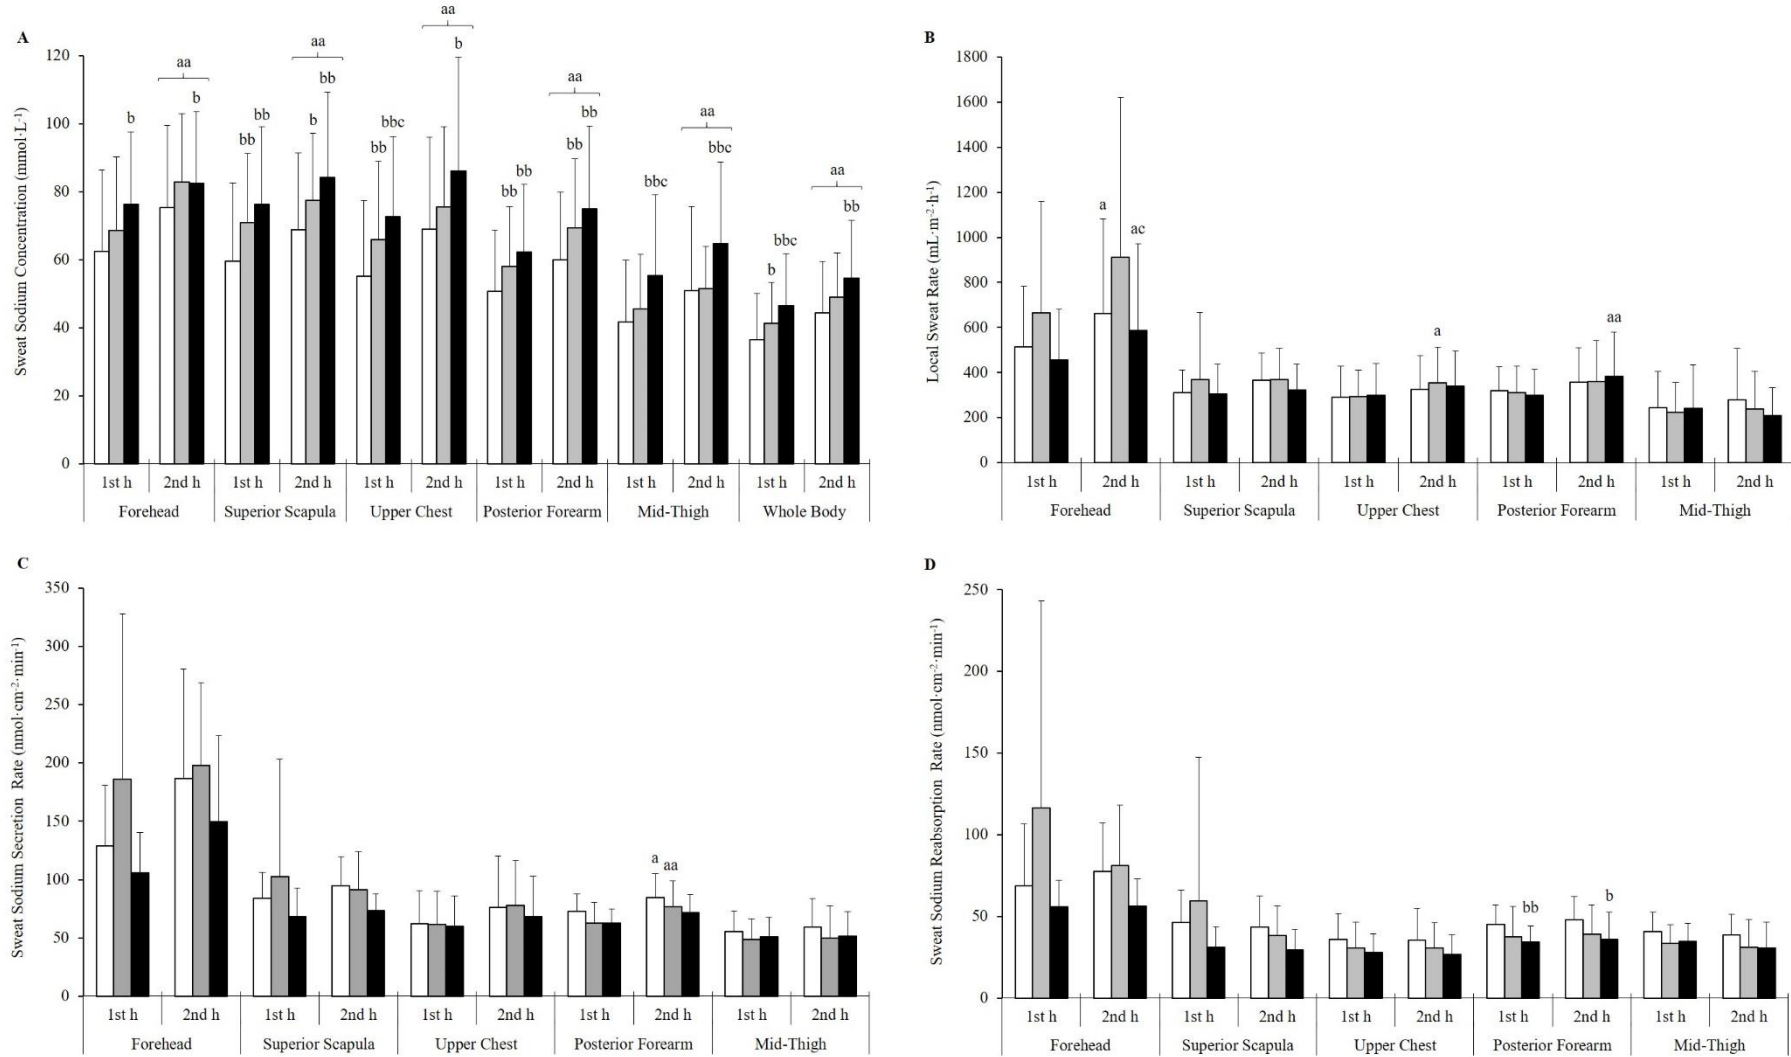 A
Sweat Sodium Concentration (mmol·L⁻¹)
120
100
80
60
40
20
0
b
aa
b
bb
bb
aa
b
bb
bb
bbc
aa
b
bb
bb
aa
bb
bb
bbc
aa
bbc
b
bbc
aa
bb
1st h 2nd h 1st h 2nd h 1st h 2nd h 1st h 2nd h 1st h 2nd h 1st h 2nd h
Forehead Superior Scapula Upper Chest Posterior Forearm Mid-Thigh Whole Body
B
Local Sweat Rate (mL·m⁻²·h⁻¹)
1800
1600
1400
1200
1000
800
600
400
200
0
a
ac
a
aa
1st h 2nd h 1st h 2nd h 1st h 2nd h 1st h 2nd h 1st h 2nd h
Forehead Superior Scapula Upper Chest Posterior Forearm Mid-Thigh
C
Sweat Sodium Secretion Rate (nmol·cm⁻²·min⁻¹)
350
300
250
200
150
100
50
0
a aa
1st h 2nd h 1st h 2nd h 1st h 2nd h 1st h 2nd h 1st h 2nd h
Forehead Superior Scapula Upper Chest Posterior Forearm Mid-Thigh
D
Sweat Sodium Reabsorption Rate (nmol·cm⁻²·min⁻¹)
250
200
150
100
50
0
bb b
1st h 2nd h 1st h 2nd h 1st h 2nd h 1st h 2nd h 1st h 2nd h
Forehead Superior Scapula Upper Chest Posterior Forearm Mid-Thigh